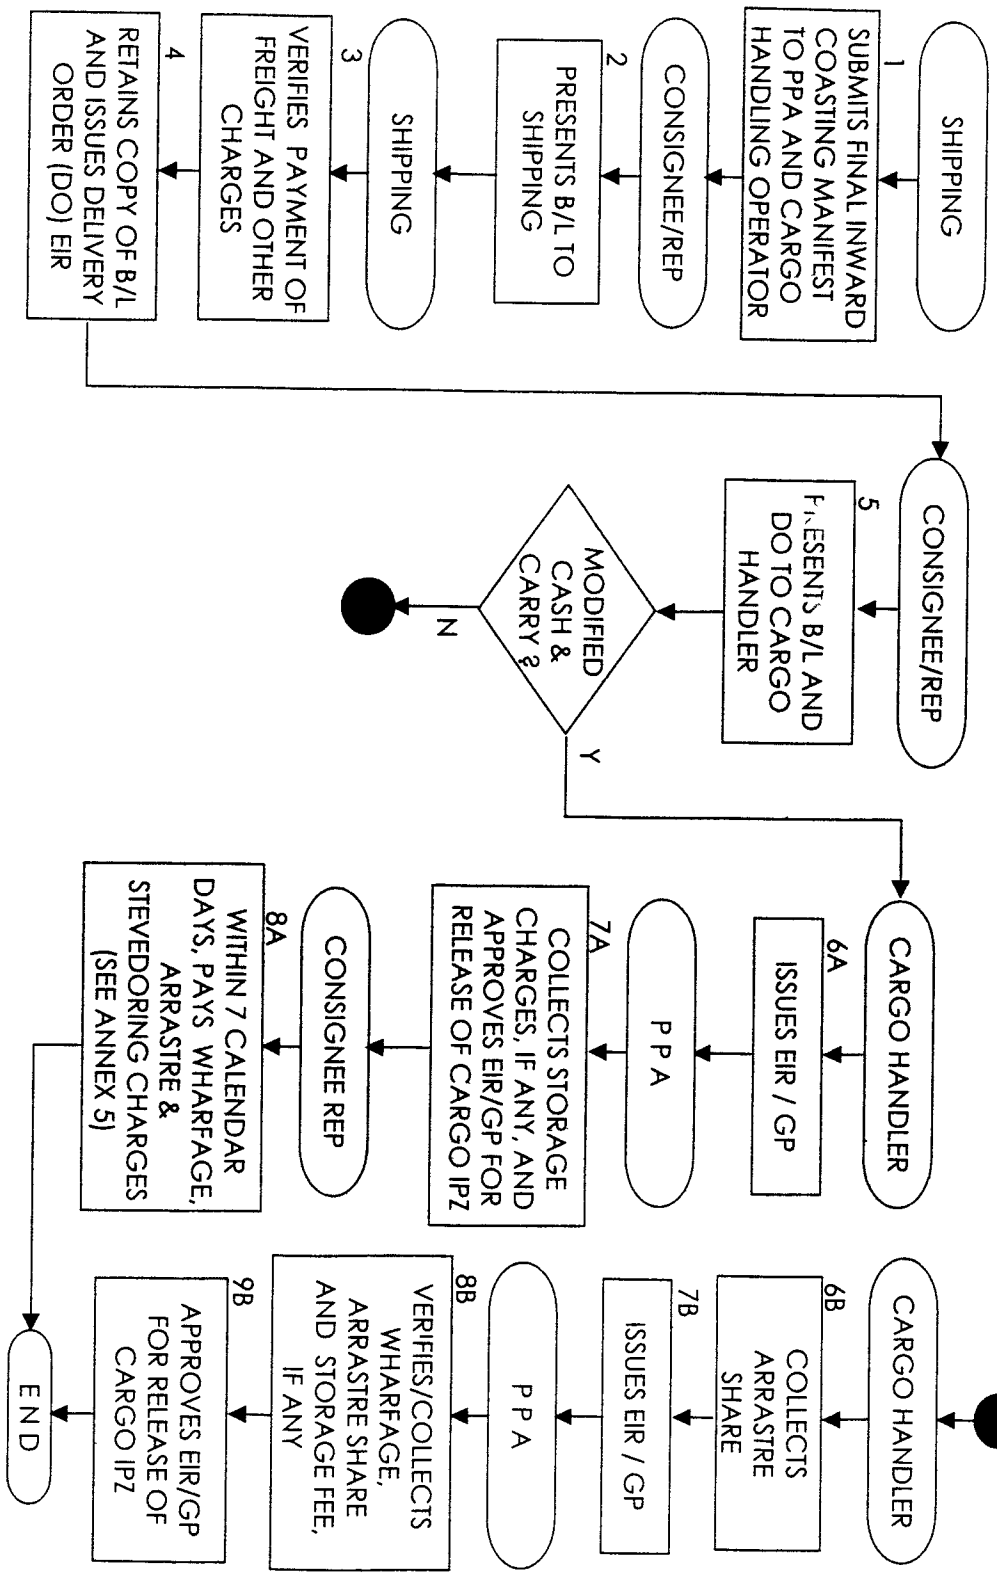 SHIPPING
1
SUBMITS FINAL INWARD
COASTING MANIFEST
TO PPA AND CARGO
HANDLING OPERATOR
CONSIGNEE/REP
2
PRESENTS B/L TO
SHIPPING
SHIPPING
3
VERIFIES PAYMENT OF
FREIGHT AND OTHER
CHARGES
4
RETAINS COPY OF B/L
AND ISSUES DELIVERY
ORDER (DO) EIR
CONSIGNEE/REP
5
PRESENTS B/L AND
DO TO CARGO
HANDLER
MODIFIED
CASH &
CARRY ?
N
Y
CARGO HANDLER
6A
ISSUES EIR / GP
P P A
7A
COLLECTS STORAGE
CHARGES, IF ANY, AND
APPROVES EIR/GP FOR
RELEASE OF CARGO IPZ
CONSIGNEE REP
8A
WITHIN 7 CALENDAR
DAYS, PAYS WHARFAGE,
ARRASTRE &
STEVEDORING CHARGES
(SEE ANNEX 5)
CARGO HANDLER
6B
COLLECTS
ARRASTRE
SHARE
7B
ISSUES EIR / GP
P P A
8B
VERIFIES/COLLECTS
WHARFAGE,
ARRASTRE SHARE
AND STORAGE FEE,
IF ANY
9B
APPROVES EIR/GP
FOR RELEASE OF
CARGO IPZ
E N D